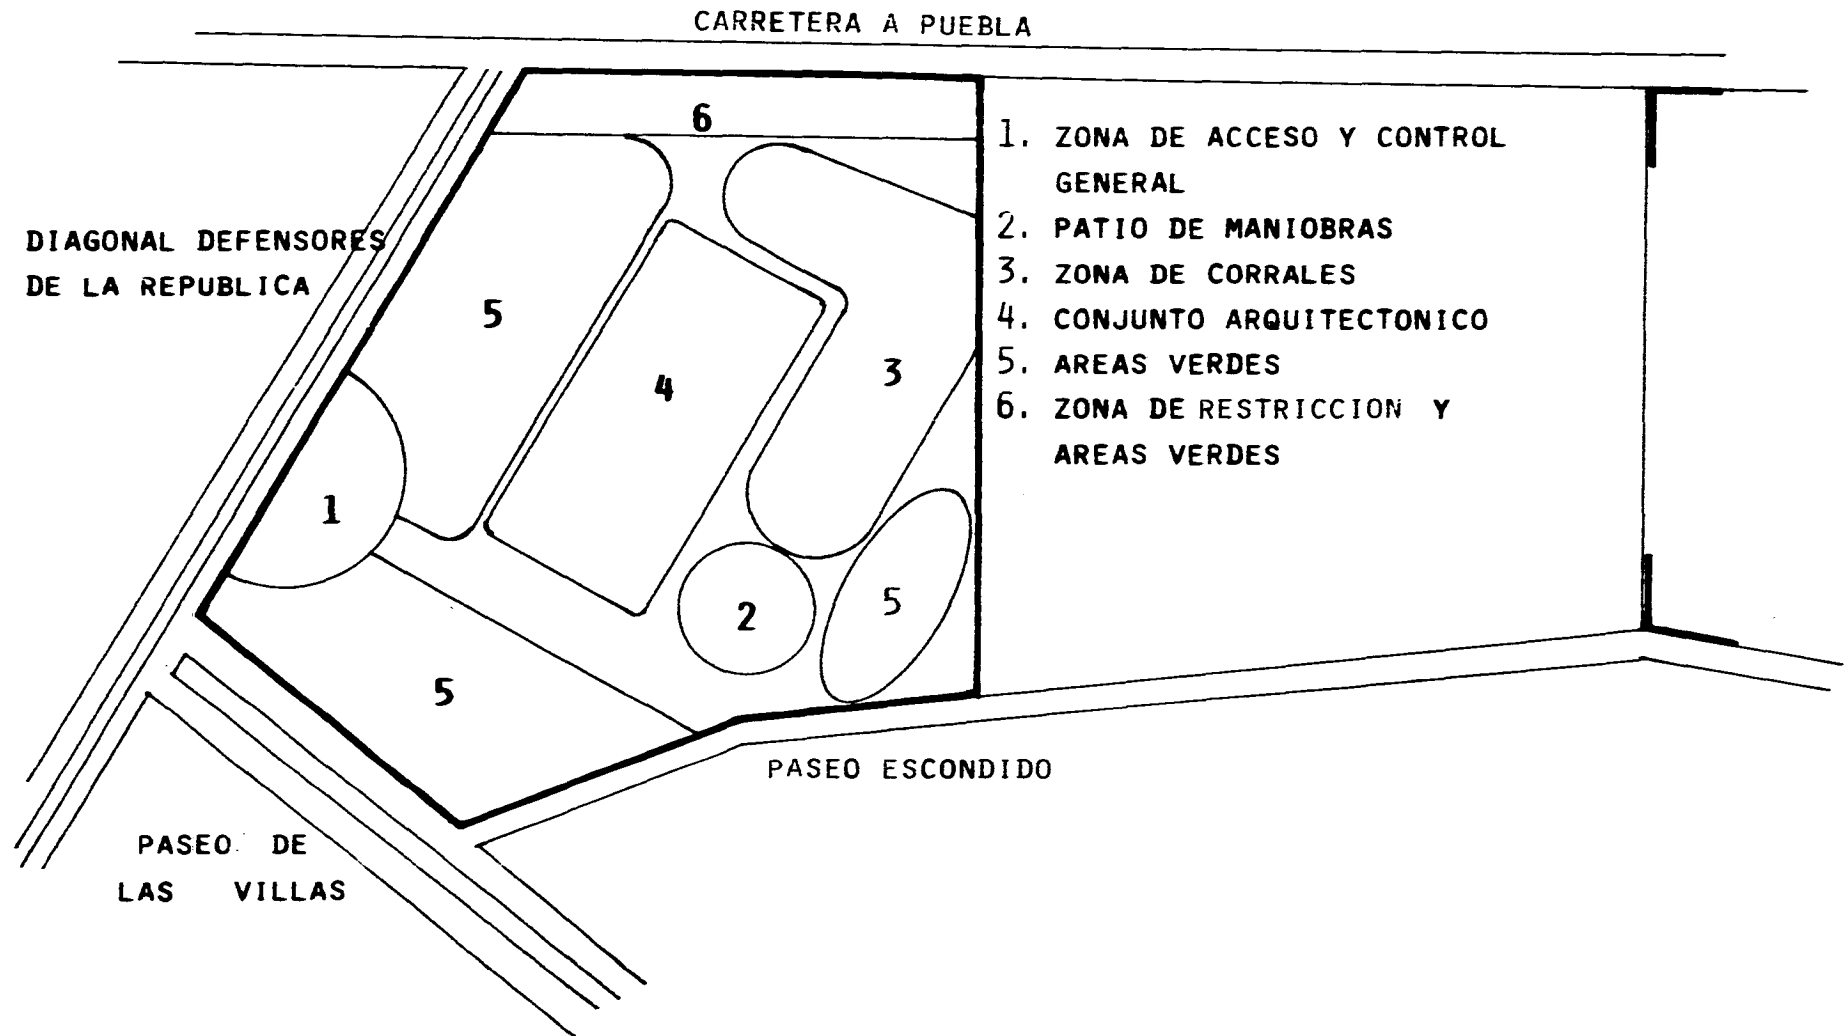 CARRETERA A PUEBLA
6
1. ZONA DE ACCESO Y CONTROL
GENERAL
2. PATIO DE MANIOBRAS
3. ZONA DE CORRALES
4. CONJUNTO ARQUITECTONICO
5. AREAS VERDES
6. ZONA DE RESTRICCION Y
AREAS VERDES
DIAGONAL DEFENSORES
DE LA REPUBLICA
5
4
3
1
2
5
5
PASEO ESCONDIDO
PASEO DE
LAS VILLAS